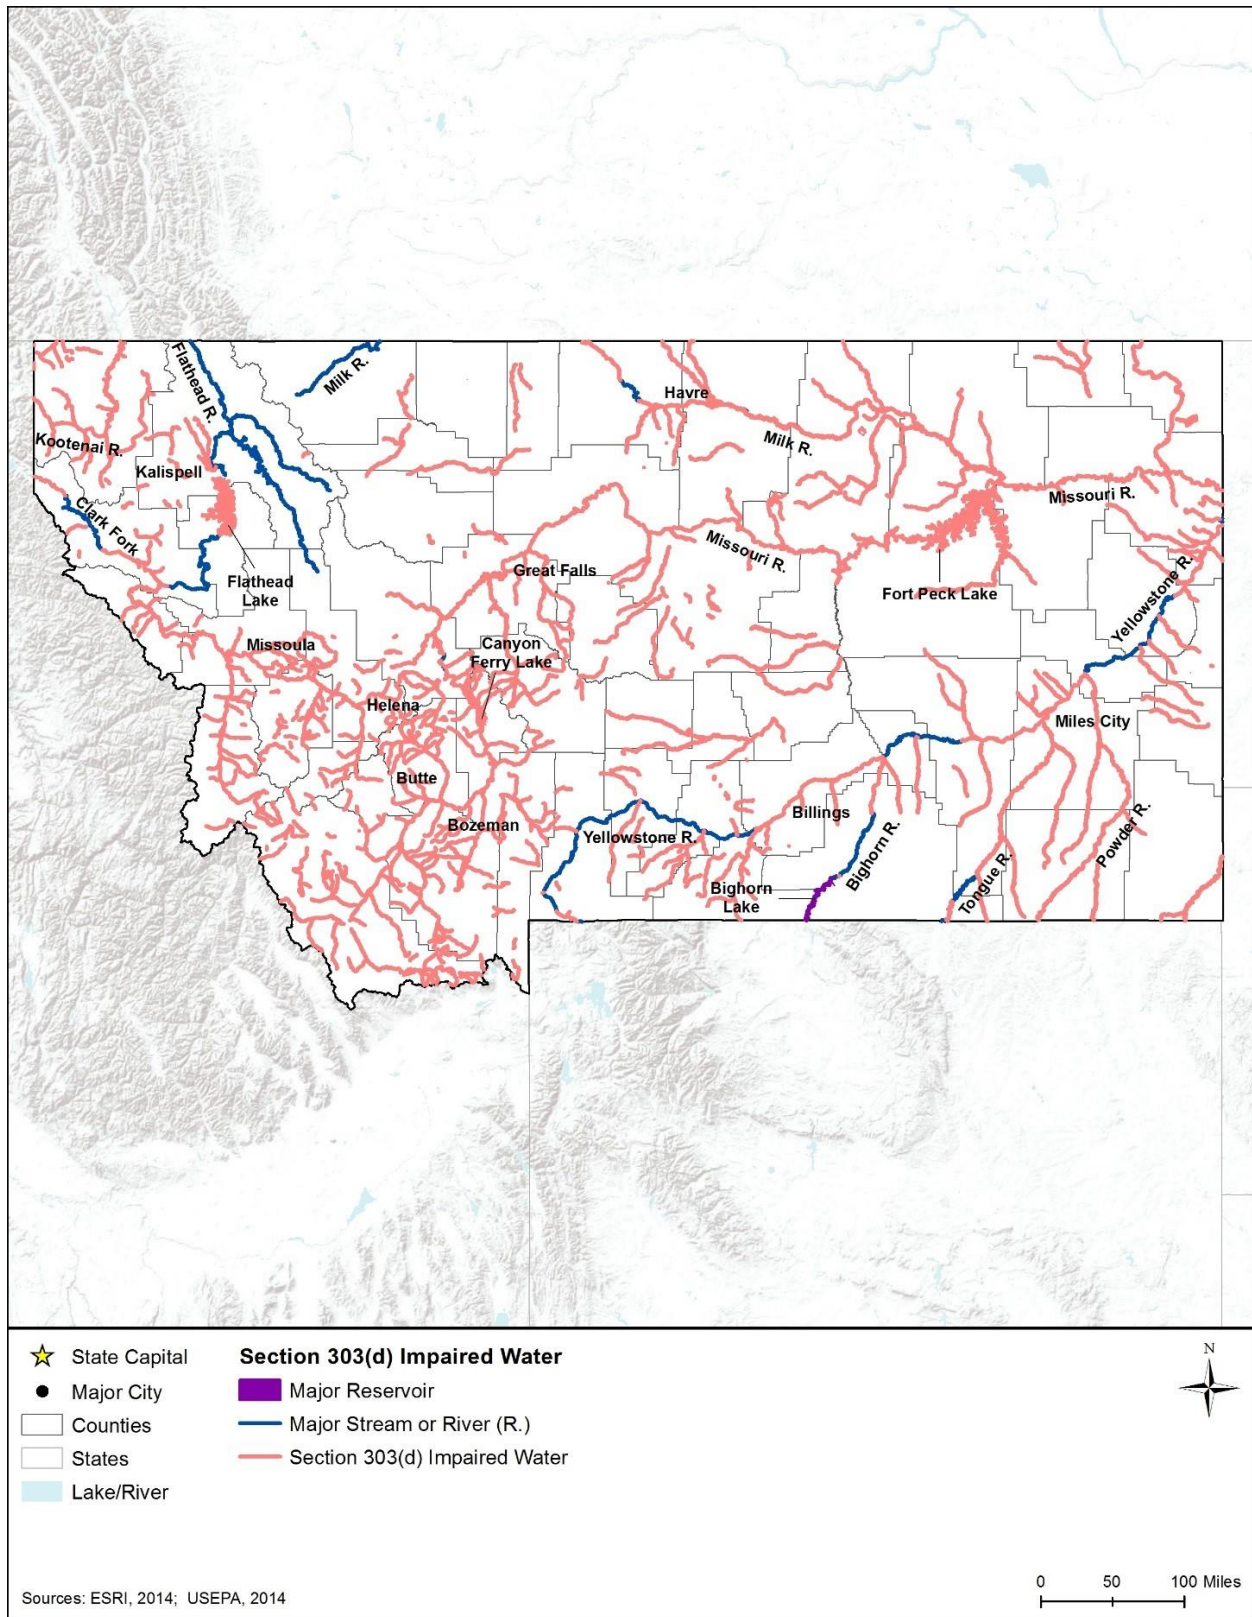 Flathead R.
Milk R.
Havre
Kootenai R.
Kalispell
Milk R.
Clark Fork
Missouri R.
Missouri R.
Great Falls
Flathead
Lake
Fort Peck Lake
Yellowstone R.
Missoula
Canyon
Ferry Lake
Helena
Miles City
Butte
Billings
Bozeman
Yellowstone R.
Powder R.
Bighorn R.
Tongue R.
Bighorn
Lake
State Capital
Major City
Counties
States
Lake/River
Section 303(d) Impaired Water
Major Reservoir
Major Stream or River (R.)
Section 303(d) Impaired Water
N
Sources: ESRI, 2014; USEPA, 2014
0 50 100 Miles